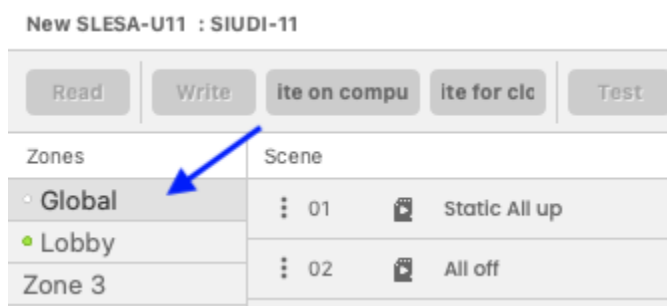 New SLESA-U11 : SIUDI-11
Read Write ite on compu ite for clc Test
Zones Scene
Global 01 Static All up
Lobby
02 All off
Zone 3